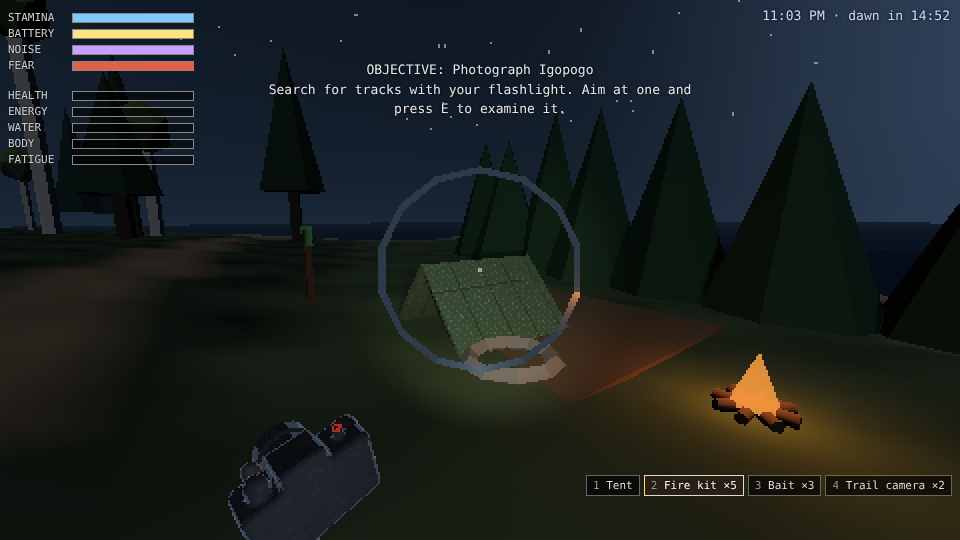 STAMINA
BATTERY
NOISE
FEAR
HEALTH
ENERGY
WATER
BODY
FATIGUE
11:03 PM · dawn in 14:52
OBJECTIVE: Photograph Igopogo
Search for tracks with your flashlight. Aim at one and
press E to examine it.
1 Tent
2 Fire kit ×5
3 Bait ×3
4 Trail camera ×2